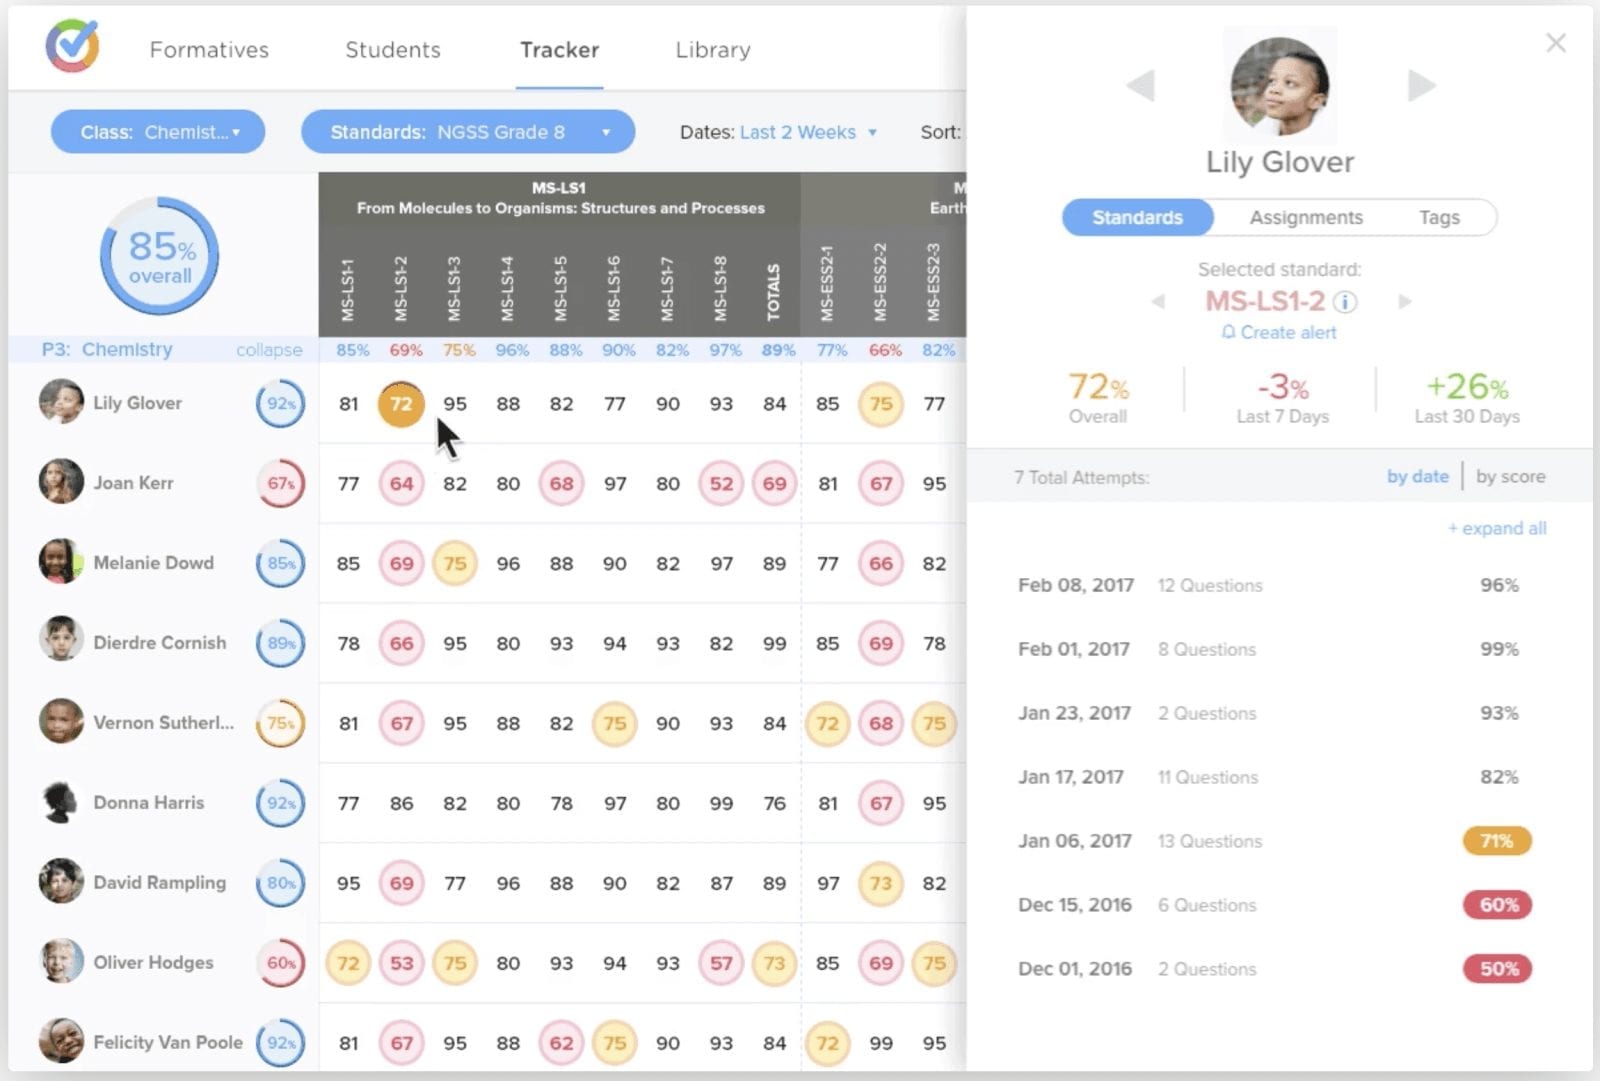 Formatives Students Tracker Library
Class: Chemist... Standards: NGSS Grade 8 Dates: Last 2 Weeks Sort:
85%
overall
MS-LS1
From Molecules to Organisms: Structures and Processes
M
Earth
MS-LS1-1 MS-LS1-2 MS-LS1-3 MS-LS1-4 MS-LS1-5 MS-LS1-6 MS-LS1-7 MS-LS1-8 TOTALS MS-ESS2-1 MS-ESS2-2 MS-ESS2-3
P3: Chemistry collapse 85% 69% 75% 96% 88% 90% 82% 97% 89% 77% 66% 82%
Lily Glover 92% 81 72 95 88 82 77 90 93 84 85 75 77
Joan Kerr 67% 77 64 82 80 68 97 80 52 69 81 67 95
Melanie Dowd 85% 85 69 75 96 88 90 82 97 89 77 66 82
Dierdre Cornish 89% 78 66 95 80 93 94 93 82 99 85 69 78
Vernon Sutherl... 75% 81 67 95 88 82 75 90 93 84 72 68 75
Donna Harris 92% 77 86 82 80 78 97 80 99 76 81 67 95
David Rampling 80% 95 69 77 96 88 90 82 87 89 97 73 82
Oliver Hodges 60% 72 53 75 80 93 94 93 57 73 85 69 75
Felicity Van Poole 92% 81 67 95 88 62 75 90 93 84 72 99 95
Lily Glover
Standards Assignments Tags
Selected standard:
MS-LS1-2
Create alert
72% -3% +26%
Overall Last 7 Days Last 30 Days
7 Total Attempts: by date | by score
+ expand all
Feb 08, 2017 12 Questions 96%
Feb 01, 2017 8 Questions 99%
Jan 23, 2017 2 Questions 93%
Jan 17, 2017 11 Questions 82%
Jan 06, 2017 13 Questions 71%
Dec 15, 2016 6 Questions 60%
Dec 01, 2016 2 Questions 50%